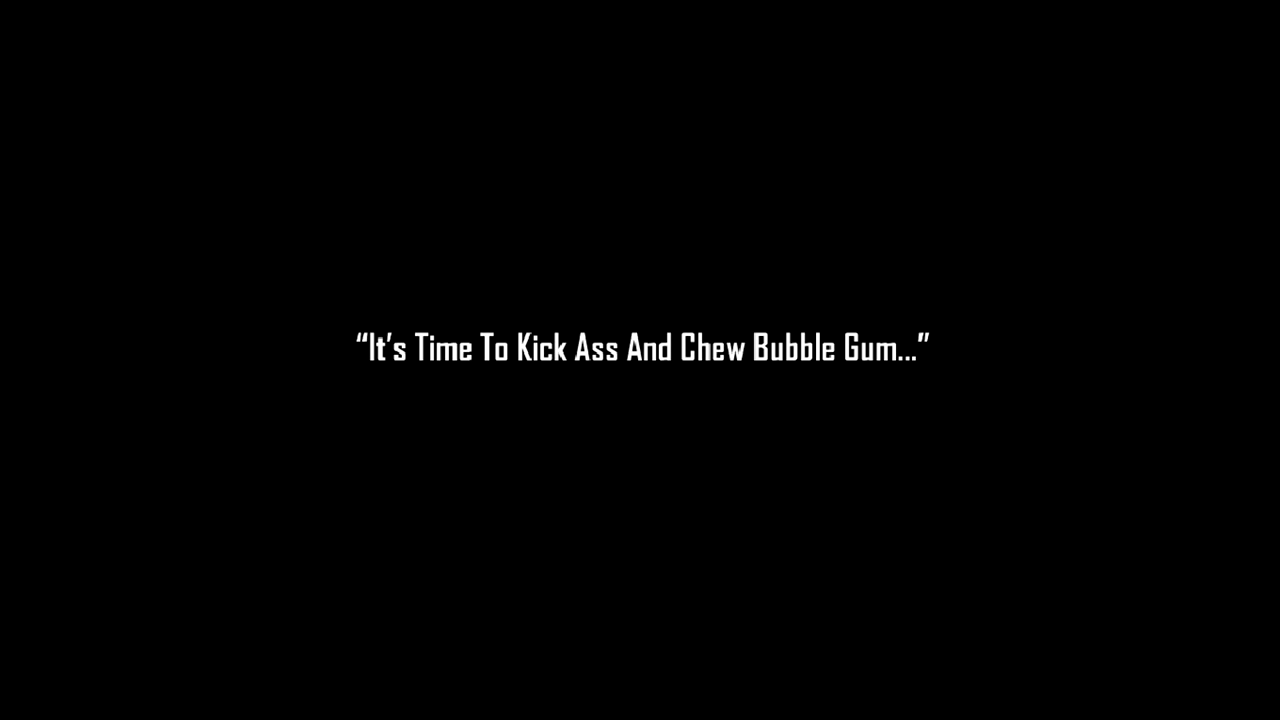 “It’s Time To Kick Ass And Chew Bubble Gum...”